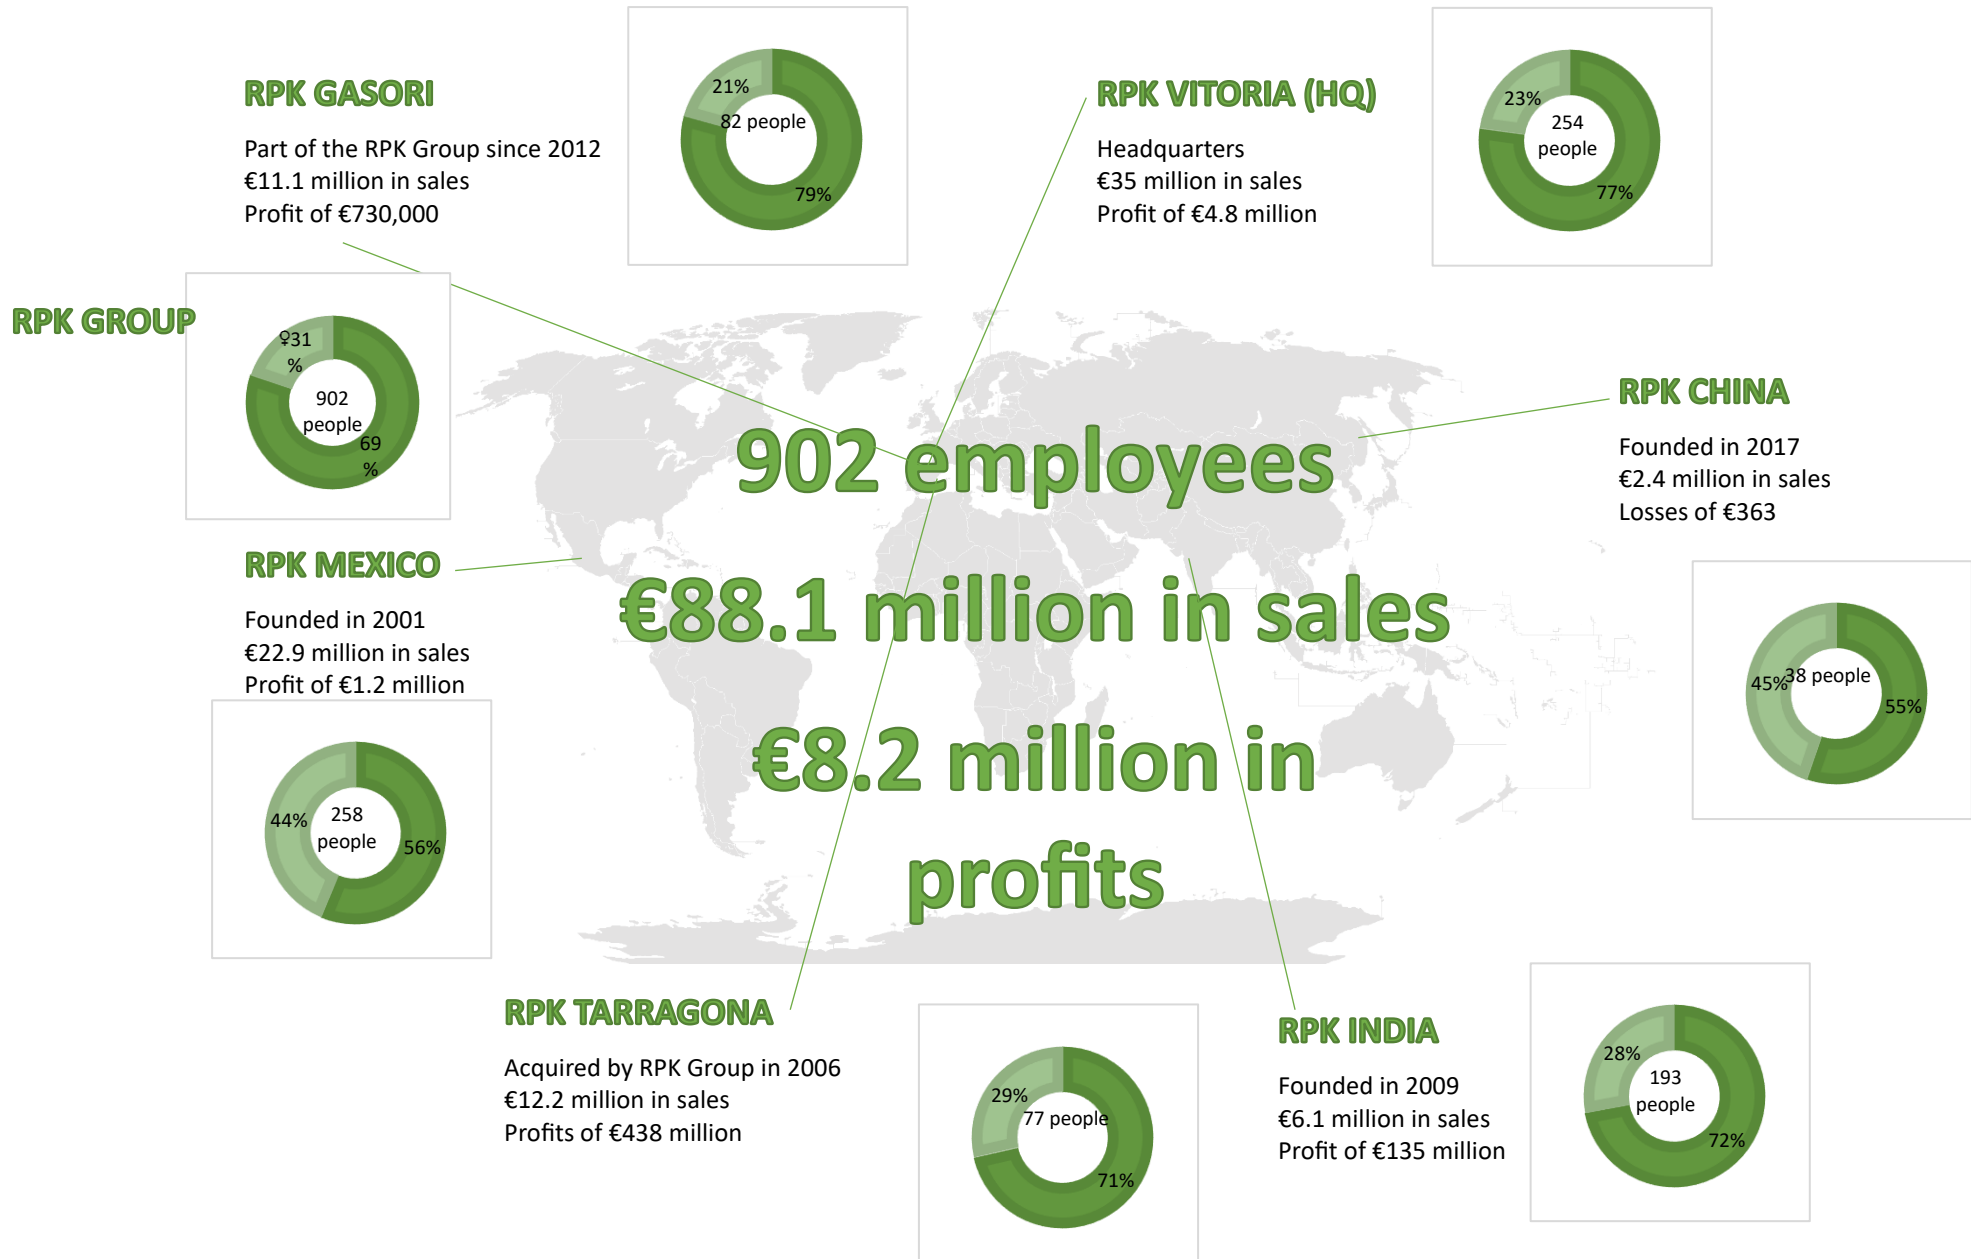 RPK GASORI
Part of the RPK Group since 2012
€11.1 million in sales
Profit of €730,000
21%
82 people
79%
RPK VITORIA (HQ)
Headquarters
€35 million in sales
Profit of €4.8 million
23%
254
people
77%
RPK GROUP
♀31
%
902
people
69
%
RPK CHINA
Founded in 2017
€2.4 million in sales
Losses of €363
45%
38 people
55%
902 employees
€88.1 million in sales
€8.2 million in
profits
RPK MEXICO
Founded in 2001
€22.9 million in sales
Profit of €1.2 million
44%
258
people
56%
RPK TARRAGONA
Acquired by RPK Group in 2006
€12.2 million in sales
Profits of €438 million
29%
77 people
71%
RPK INDIA
Founded in 2009
€6.1 million in sales
Profit of €135 million
28%
193
people
72%